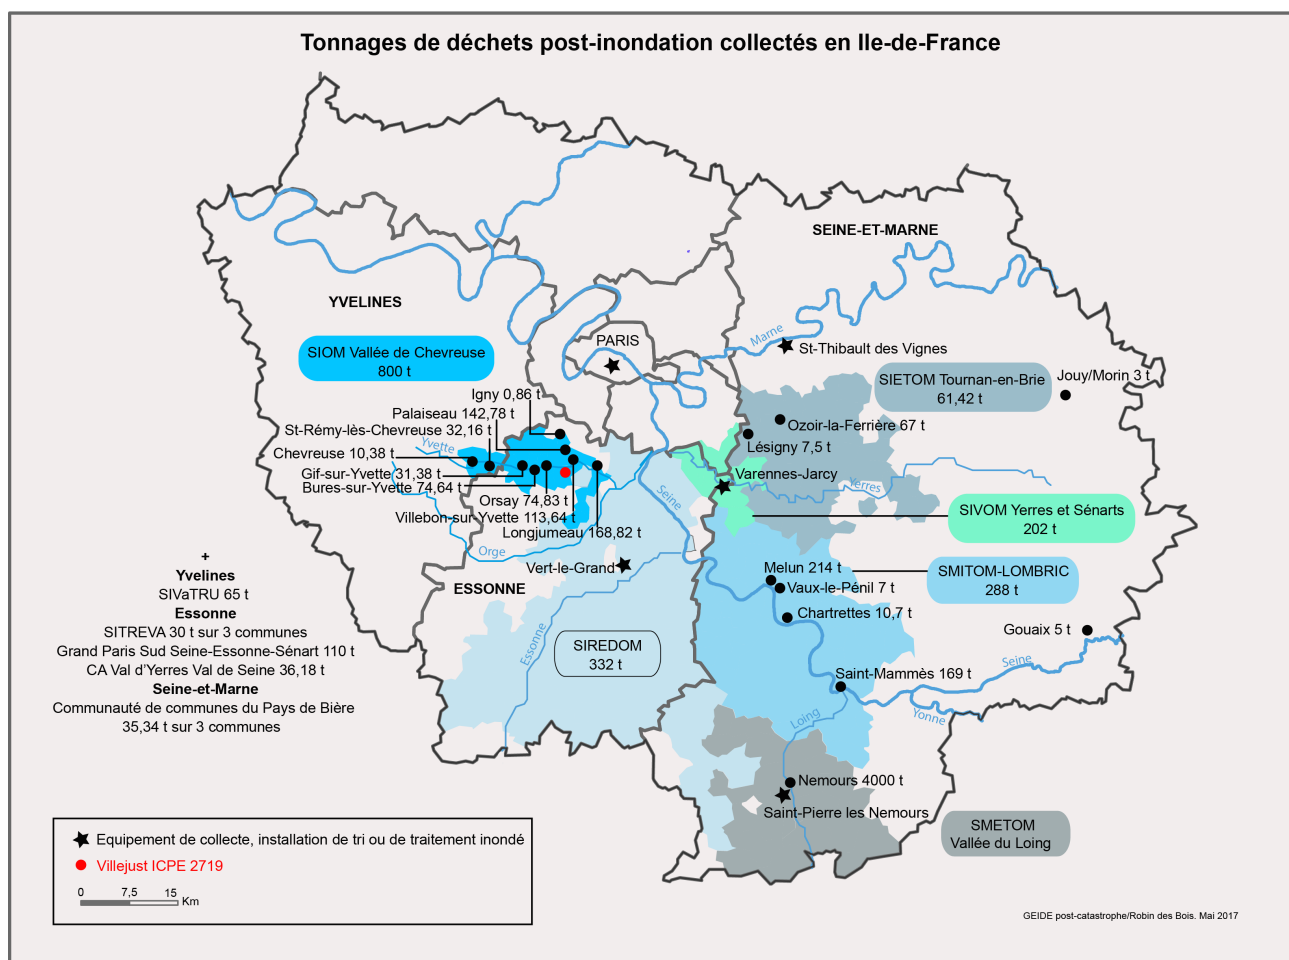 Tonnages de déchets post-inondation collectés en Ile-de-France
SEINE-ET-MARNE
YVELINES
PARIS
Marne
St-Thibault des Vignes
SIOM Vallée de Chevreuse
800 t
SIETOM Tournan-en-Brie
61,42 t
Jouy/Morin 3 t
Igny 0,86 t
Palaiseau 142,78 t
St-Rémy-lès-Chevreuse 32,16 t
Yvette
Chevreuse 10,38 t
Gif-sur-Yvette 31,38 t
Bures-sur-Yvette 74,64 t
Orsay 74,83 t
Villebon-sur-Yvette 113,64 t
Longjumeau 168,82 t
Ozoir-la-Ferrière 67 t
Lésigny 7,5 t
Varennes-Jarcy
Yerres
Seine
SIVOM Yerres et Sénarts
202 t
Orge
Vert-le-Grand
ESSONNE
Essonne
SIREDOM
332 t
Melun 214 t
Vaux-le-Pénil 7 t
Chartrettes 10,7 t
SMITOM-LOMBRIC
288 t
Gouaix 5 t
Seine
Saint-Mammès 169 t
Loing
Yonne
Nemours 4000 t
Saint-Pierre les Nemours
SMETOM
Vallée du Loing
+
Yvelines
SIVaTRU 65 t
Essonne
SITREVA 30 t sur 3 communes
Grand Paris Sud Seine-Essonne-Sénart 110 t
CA Val d'Yerres Val de Seine 36,18 t
Seine-et-Marne
Communauté de communes du Pays de Bière
35,34 t sur 3 communes
Equipement de collecte, installation de tri ou de traitement inondé
Villejust ICPE 2719
0 7,5 15
Km
GEIDE post-catastrophe/Robin des Bois. Mai 2017